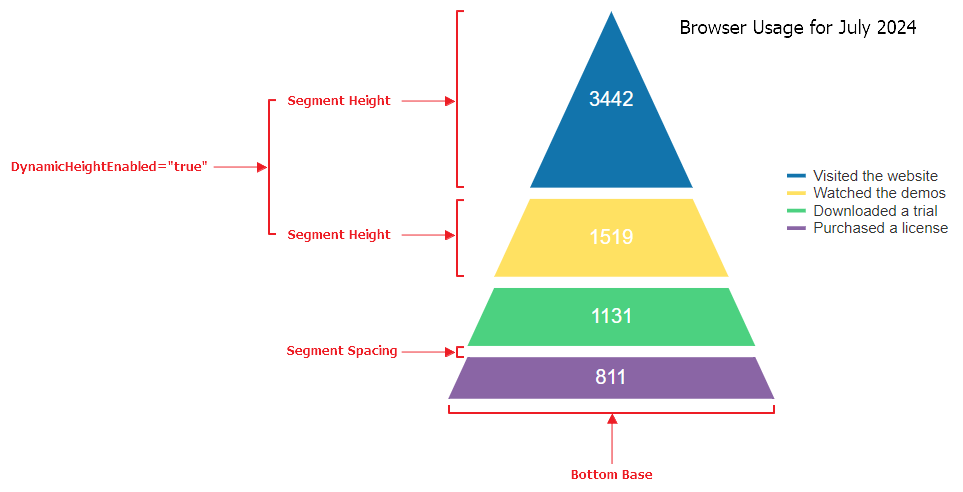 Browser Usage for July 2024
Segment Height
3442
DynamicHeightEnabled="true"
Visited the website
Watched the demos
Downloaded a trial
Purchased a license
Segment Height
1519
1131
Segment Spacing
811
Bottom Base